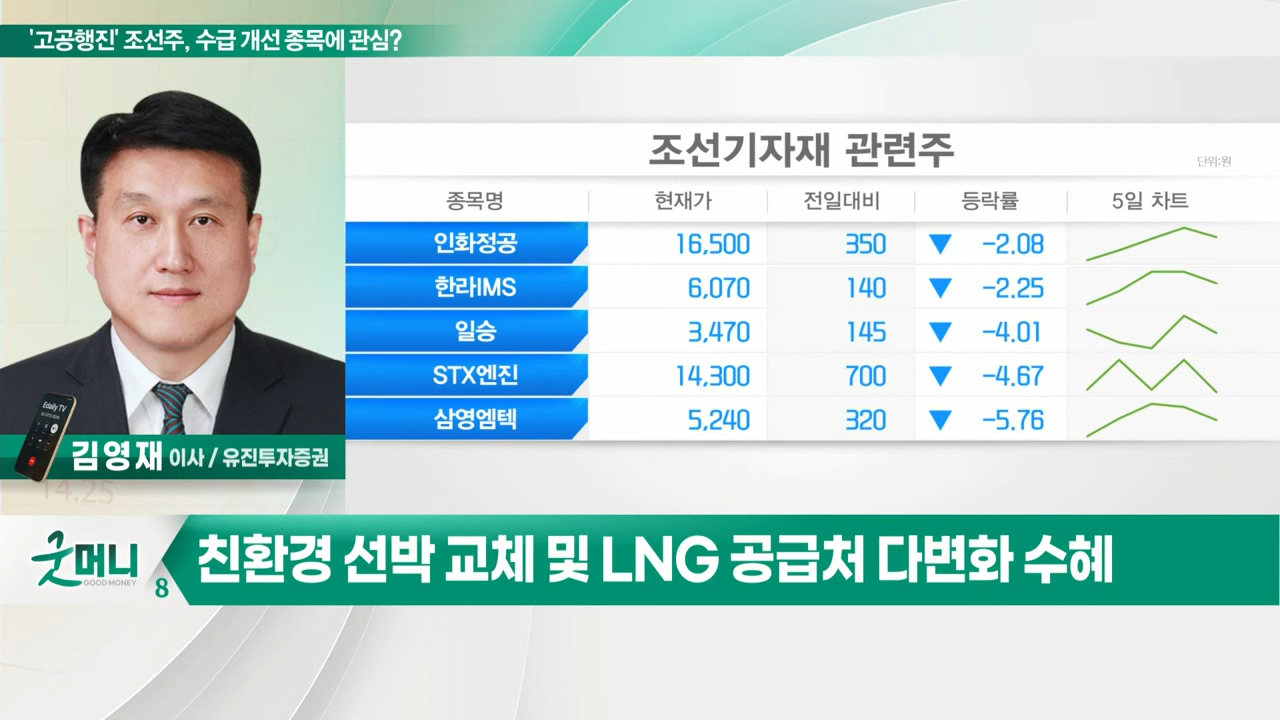 '고공행진' 조선주, 수급 개선 종목에 관심?
조선기자재 관련주
단위:원
종목명 현재가 전일대비 등락률 5일 차트
인화정공 16,500 350 ▼ -2.08
한라IMS 6,070 140 ▼ -2.25
일승 3,470 145 ▼ -4.01
STX엔진 14,300 700 ▼ -4.67
삼영엠텍 5,240 320 ▼ -5.76
Edaily TV
김영재 이사 / 유진투자증권
14.25
굿머니
GOOD MONEY
8
친환경 선박 교체 및 LNG 공급처 다변화 수혜